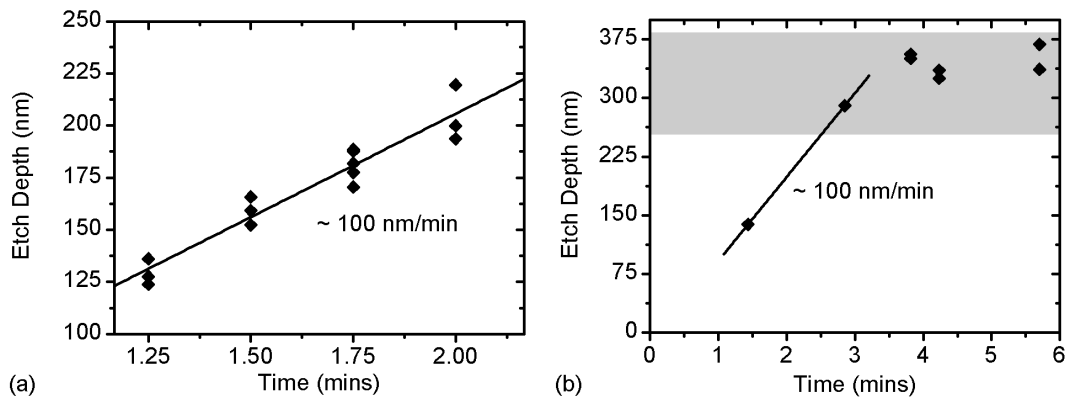 250
225
200
175
150
125
100
Etch Depth (nm)
~ 100 nm/min
1.25 1.50 1.75 2.00
Time (mins)
(a)
375
300
225
150
75
0
Etch Depth (nm)
~ 100 nm/min
0 1 2 3 4 5 6
Time (mins)
(b)